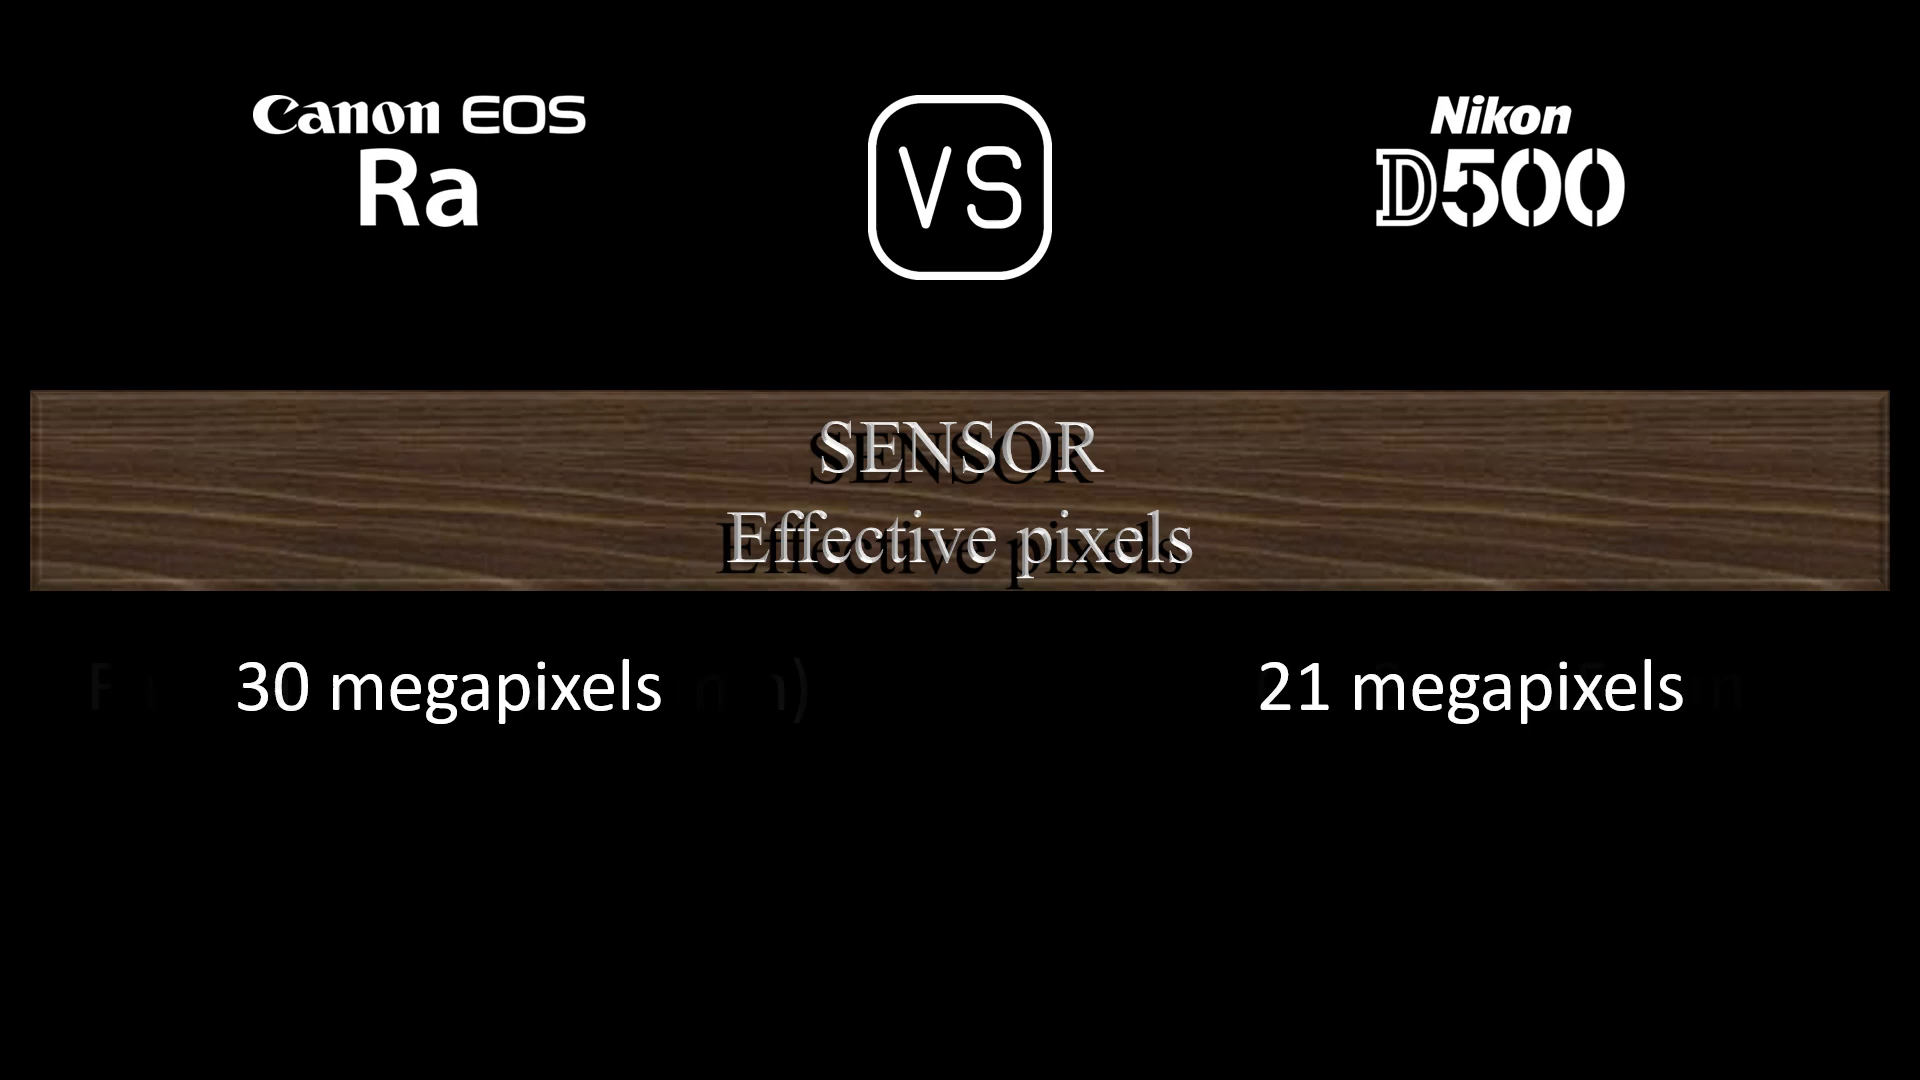 Canon EOS
Ra
VS
Nikon
D500
SENSOR
Effective pixels
30 megapixels
21 megapixels